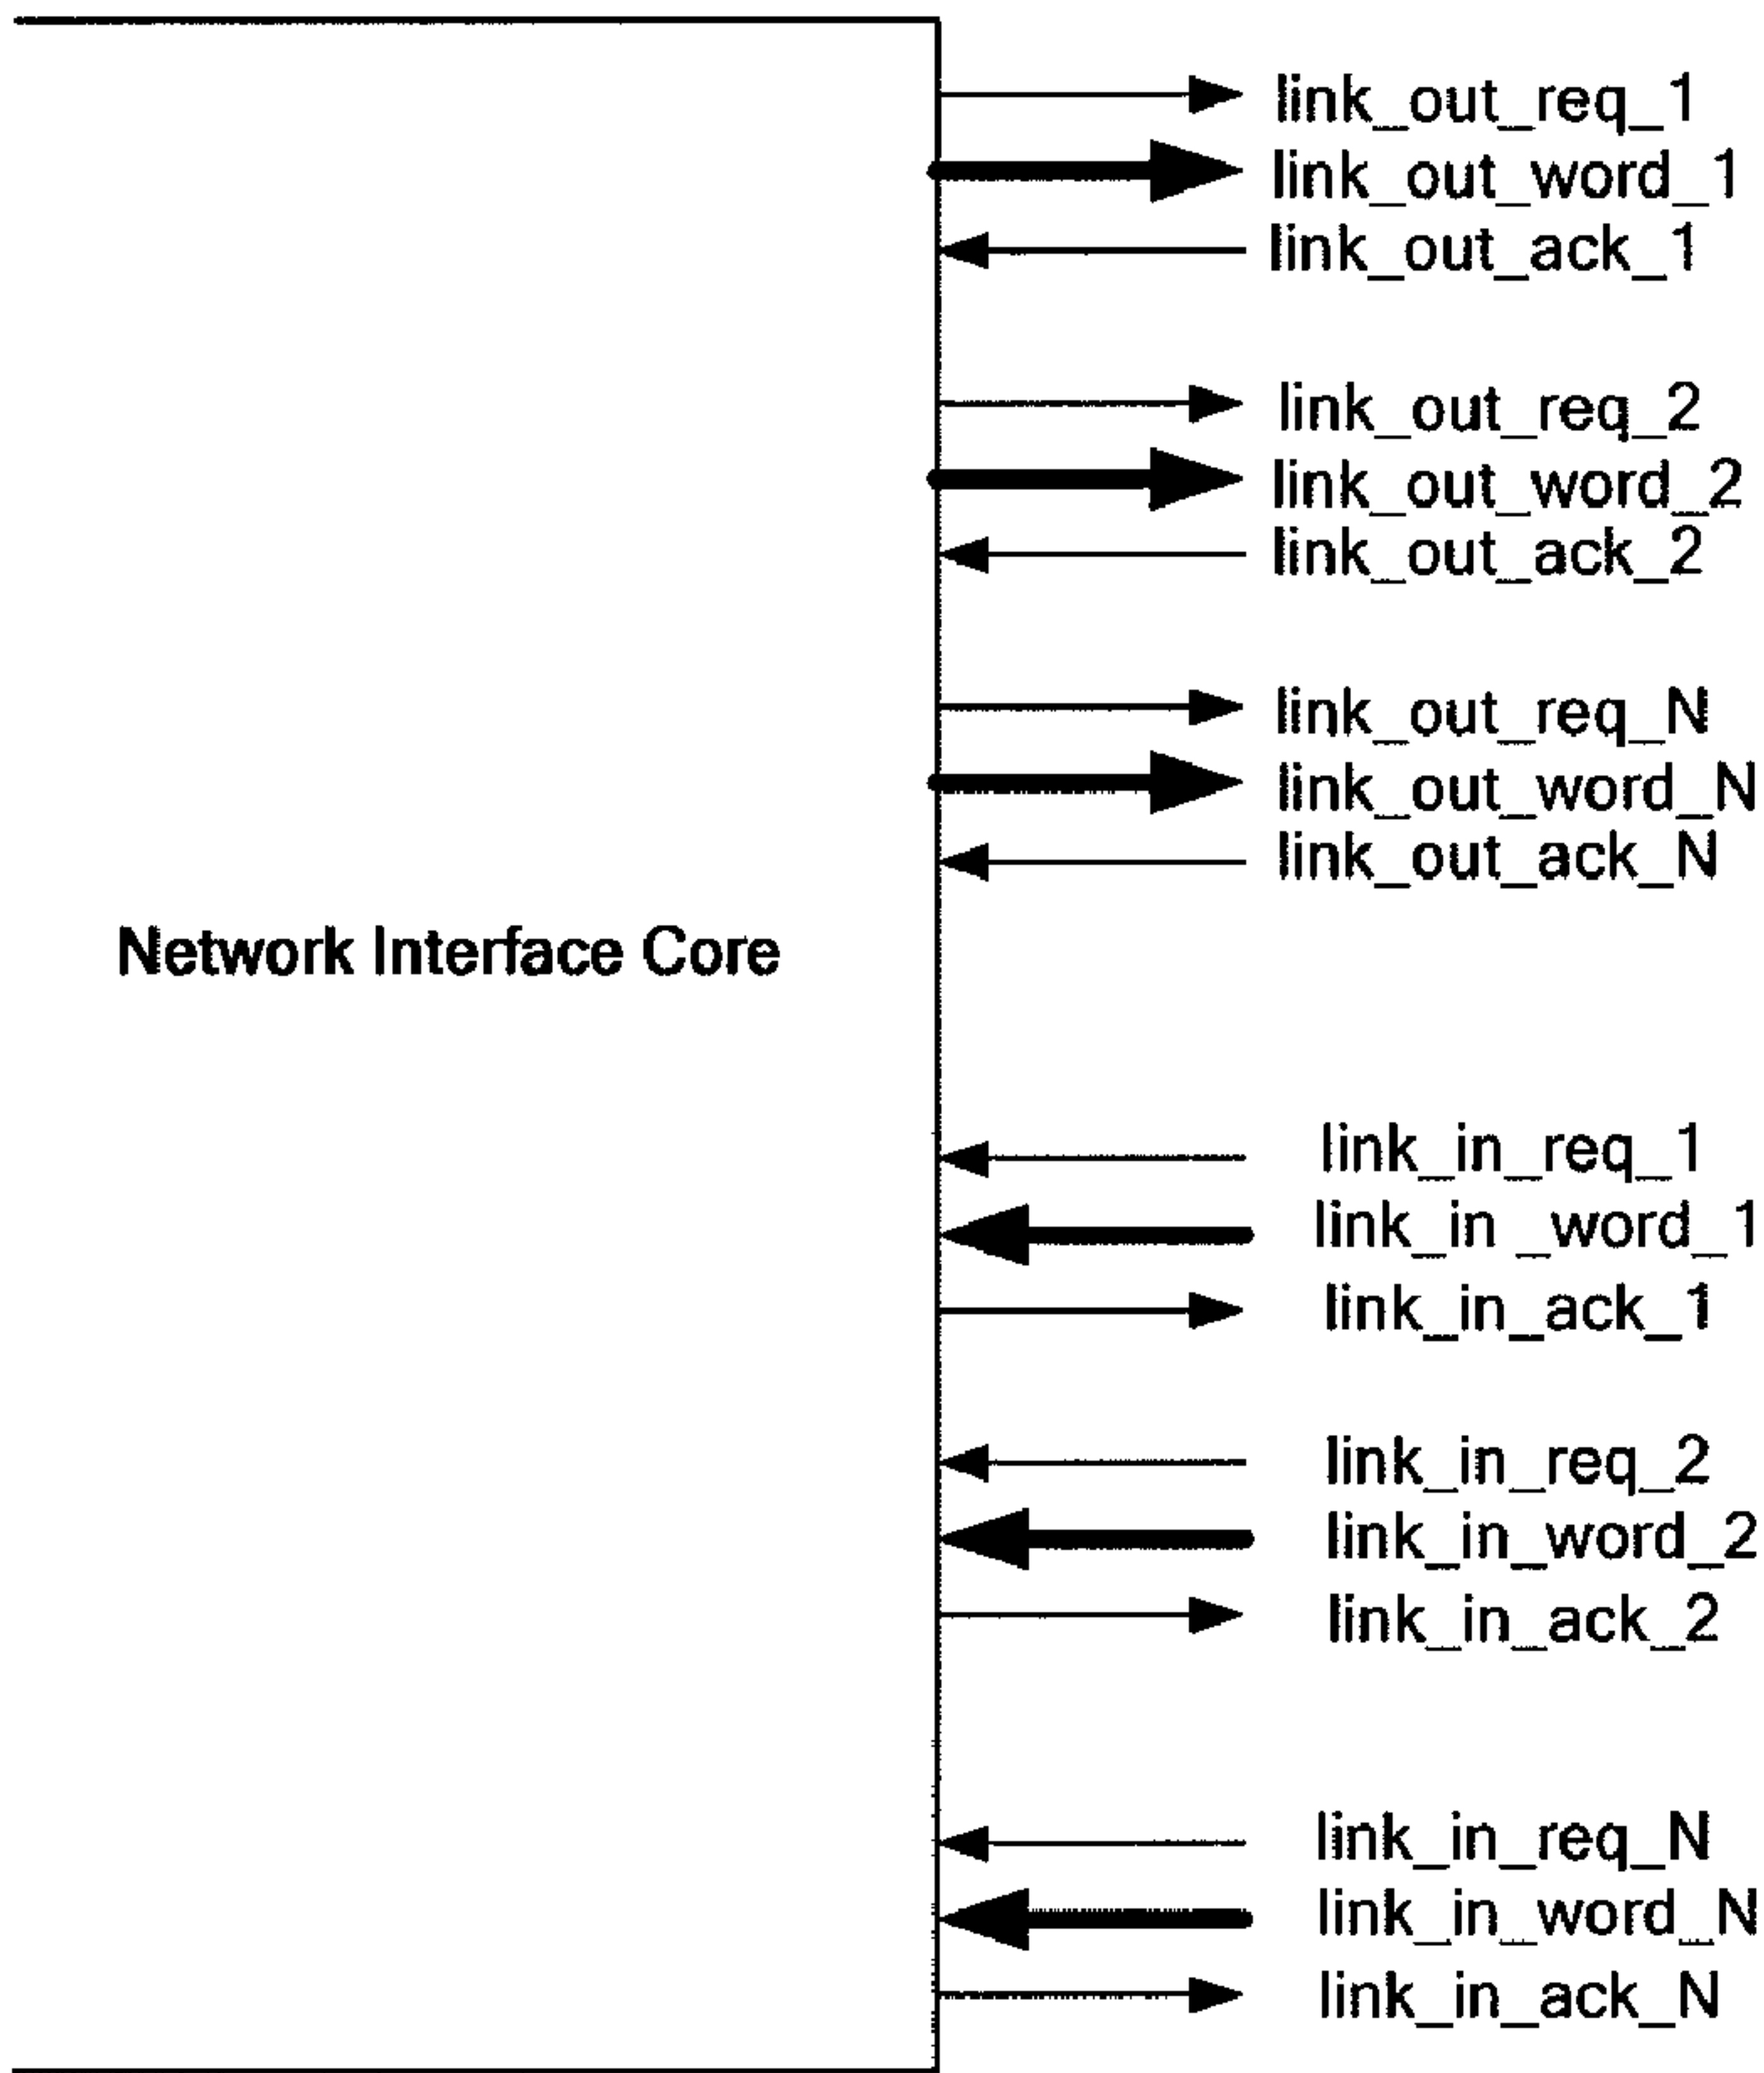 link_out_req_1
link_out_word_1
link_out_ack_1
link_out_req_2
link_out_word_2
link_out_ack_2
link_out_req_N
link_out_word_N
link_out_ack_N
Network Interface Core
link_in_req_1
link_in _word_1
link_in_ack_1
link_in_req_2
link_in_word_2
link_in_ack_2
link_in_req_N
link_in_word_N
link_in_ack_N